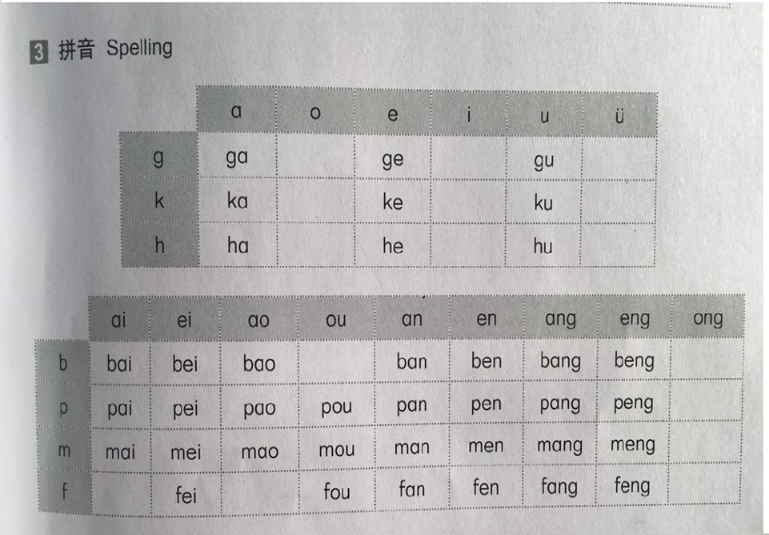 3 拼音 Spelling
a o e i u ü
g ga ge gu
k ka ke ku
h ha he hu
ai ei ao ou an en ang eng ong
b bai bei bao ban ben bang beng
p pai pei pao pou pan pen pang peng
m mai mei mao mou man men mang meng
f fei fou fan fen fang feng